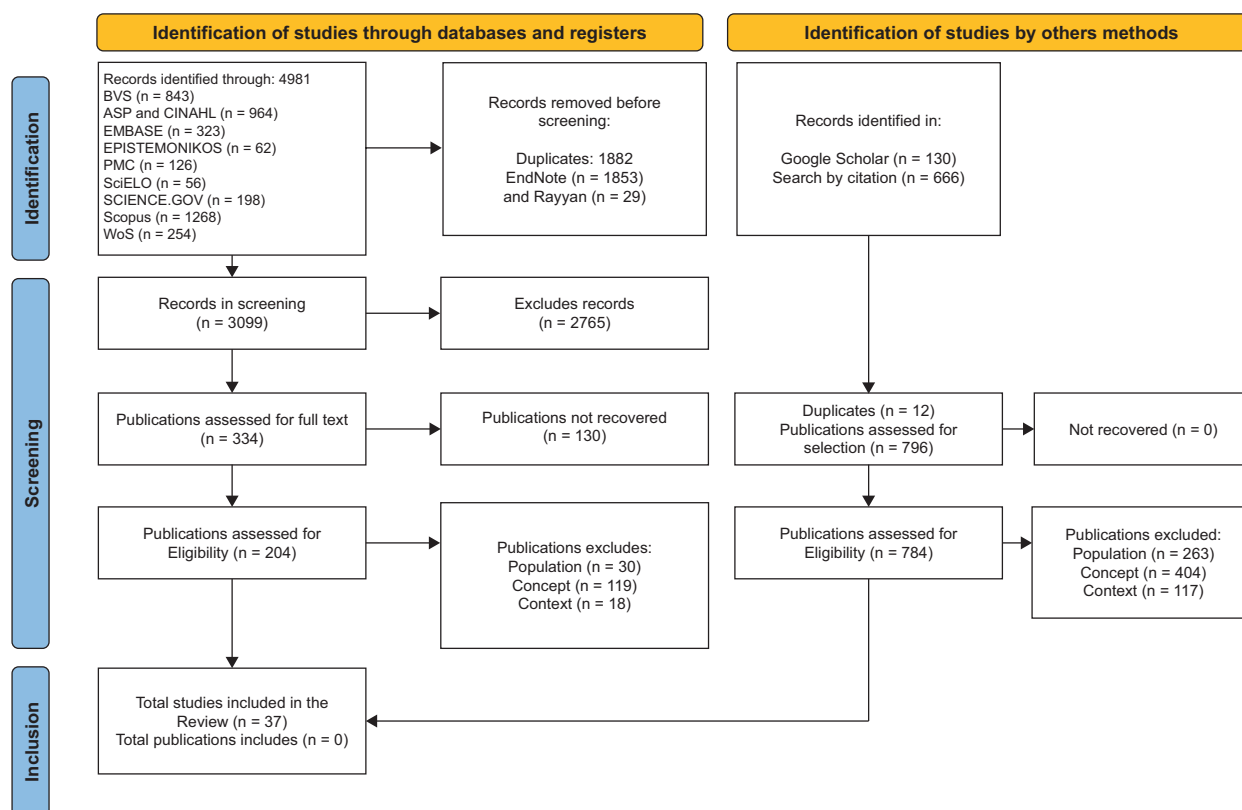 Identification of studies through databases and registers
Identification of studies by others methods
Identification
Records identified through: 4981
BVS (n = 843)
ASP and CINAHL (n = 964)
EMBASE (n = 323)
EPISTEMONIKOS (n = 62)
PMC (n = 126)
SciELO (n = 56)
SCIENCE.GOV (n = 198)
Scopus (n = 1268)
WoS (n = 254)
Records removed before
screening:
Duplicates: 1882
EndNote (n = 1853)
and Rayyan (n = 29)
Records identified in:
Google Scholar (n = 130)
Search by citation (n = 666)
Screening
Records in screening
(n = 3099)
Excludes records
(n = 2765)
Publications assessed for full text
(n = 334)
Publications not recovered
(n = 130)
Duplicates (n = 12)
Publications assessed for
selection (n = 796)
Not recovered (n = 0)
Publications assessed for
Eligibility (n = 204)
Publications excludes:
Population (n = 30)
Concept (n = 119)
Context (n = 18)
Publications assessed for
Eligibility (n = 784)
Publications excluded:
Population (n = 263)
Concept (n = 404)
Context (n = 117)
Inclusion
Total studies included in the
Review (n = 37)
Total publications includes (n = 0)